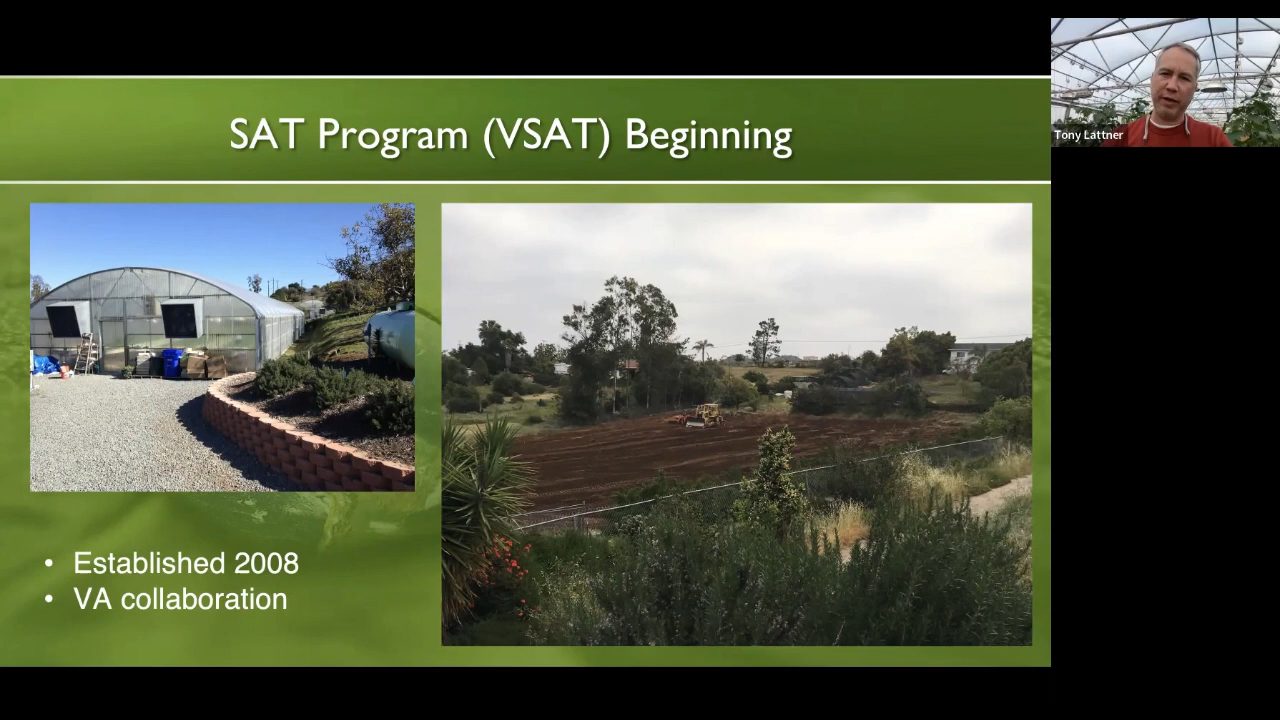 SAT Program (VSAT) Beginning
Tony Lattner
• Established 2008
• VA collaboration